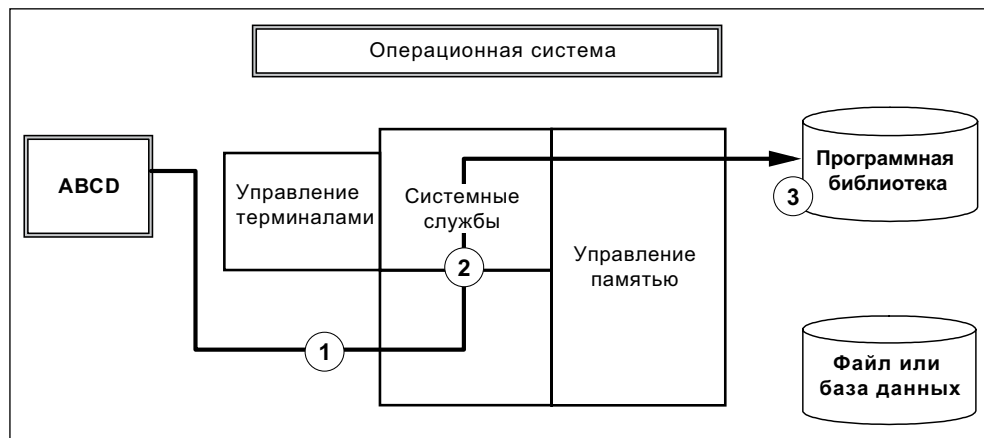 Операционная система
ABCD
Управление
терминалами
Системные
службы
Управление
памятью
Программная
библиотека
3
2
1
Файл или
база данных